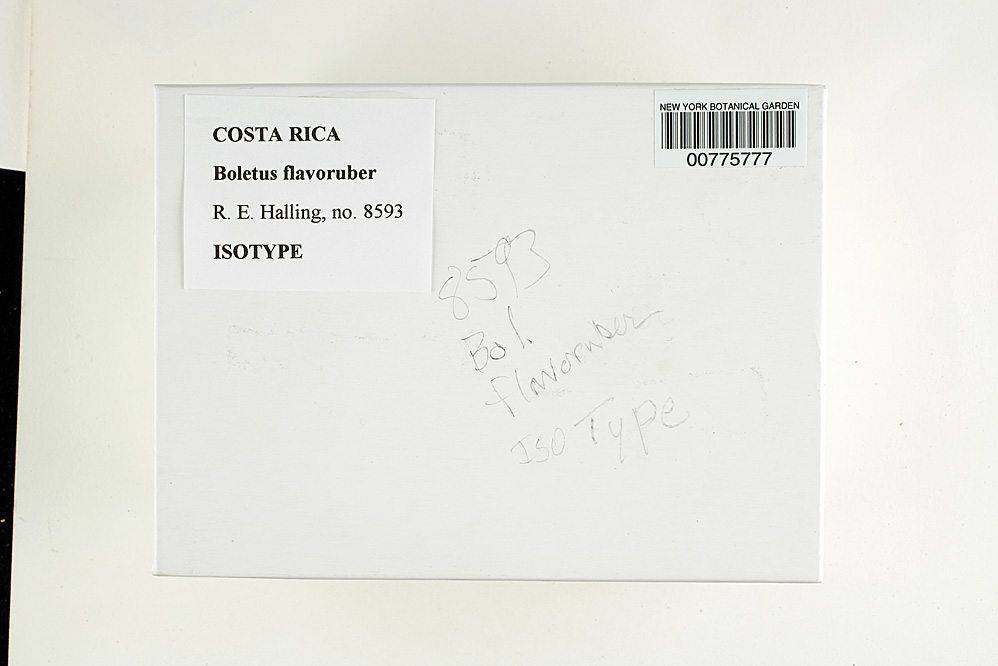 COSTA RICA
Boletus flavoruber
R. E. Halling, no. 8593
ISOTYPE
NEW YORK BOTANICAL GARDEN
00775777
8593
Bol.
flavoruber
Iso Type